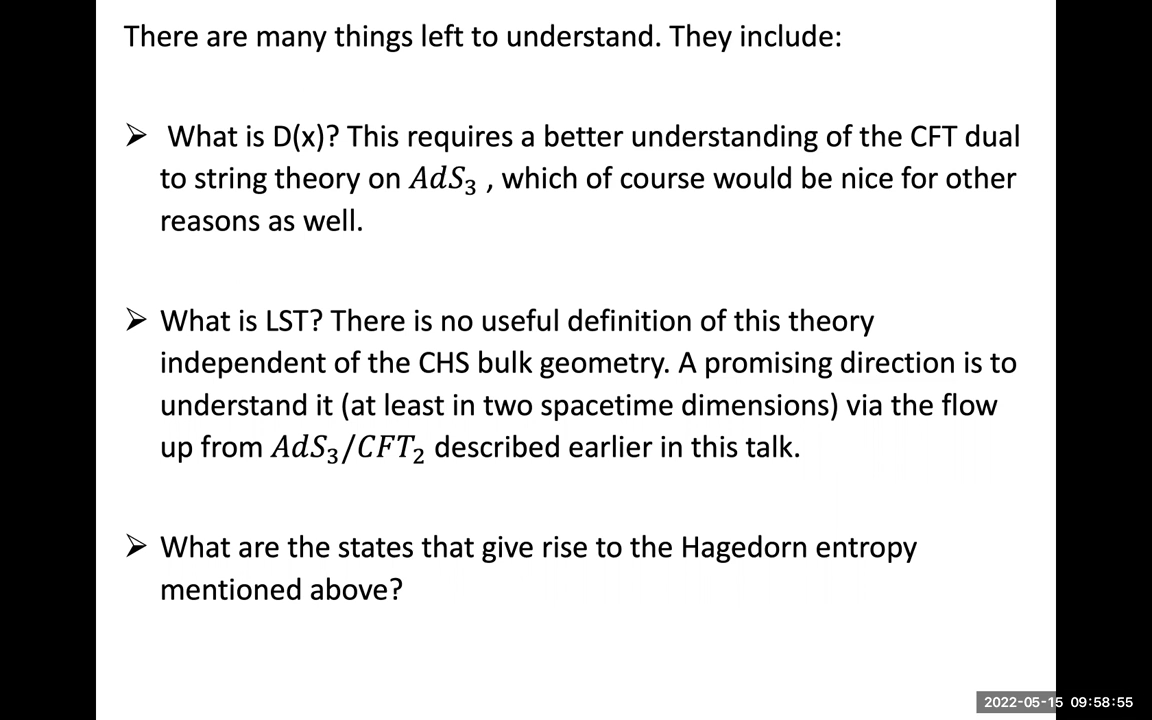 There are many things left to understand. They include:
➢ What is D(x)? This requires a better understanding of the CFT dual
to string theory on AdS₃ , which of course would be nice for other
reasons as well.
➢ What is LST? There is no useful definition of this theory
independent of the CHS bulk geometry. A promising direction is to
understand it (at least in two spacetime dimensions) via the flow
up from AdS₃/CFT₂ described earlier in this talk.
➢ What are the states that give rise to the Hagedorn entropy
mentioned above?
2022-05-15 09:58:55